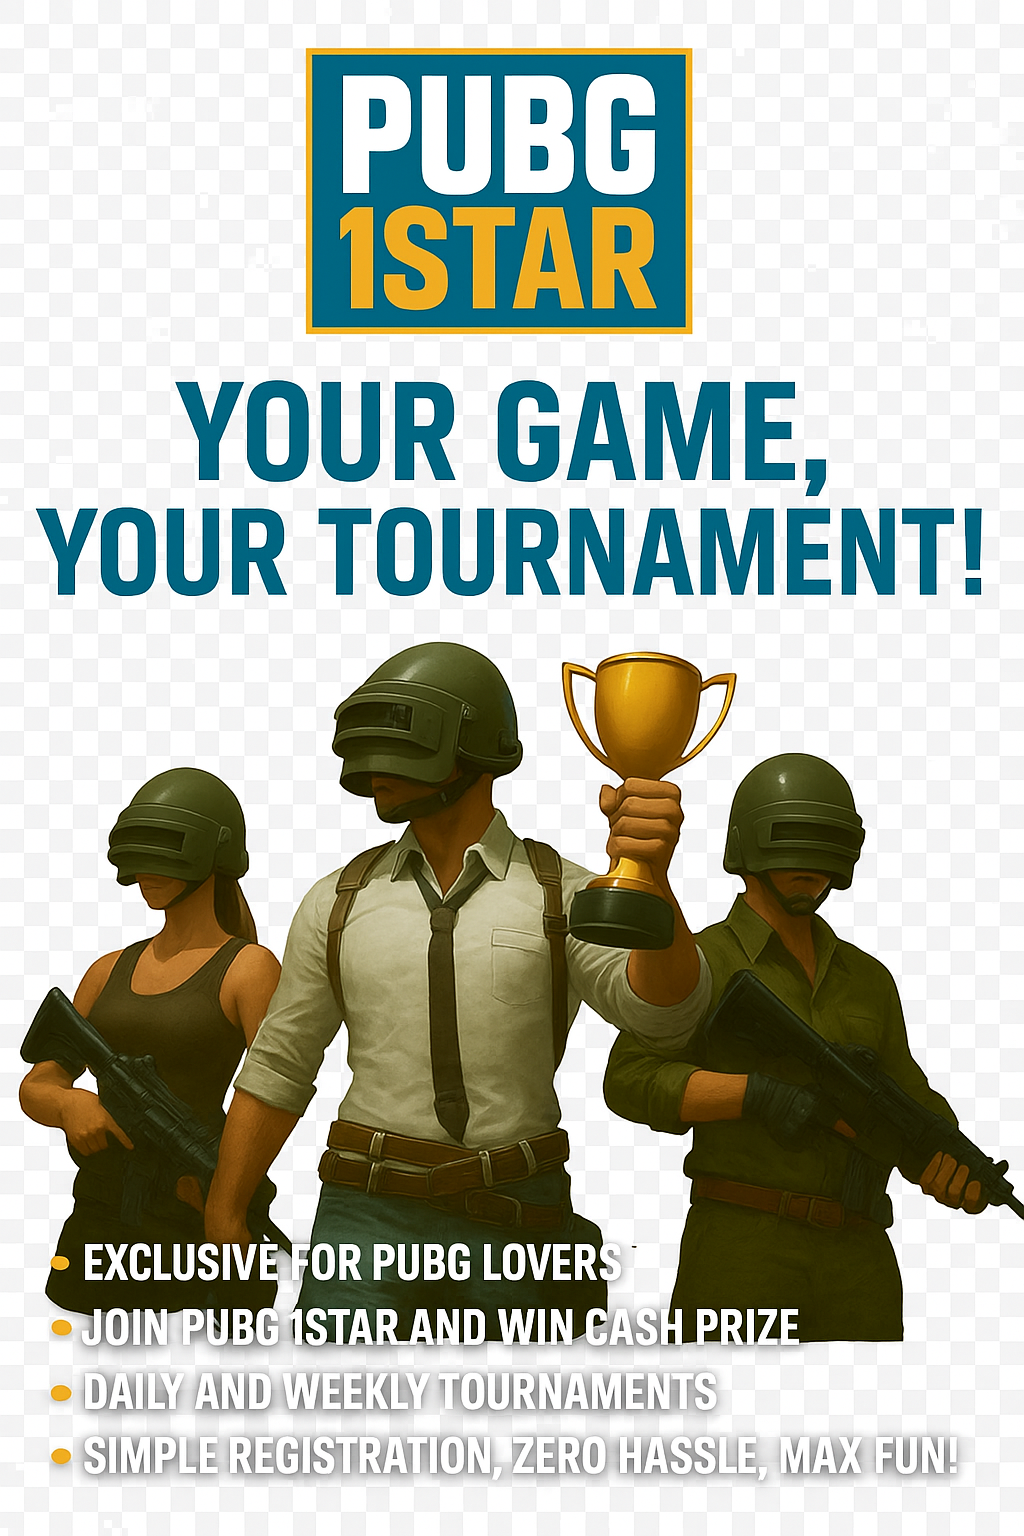 PUBG
1STAR
YOUR GAME,
YOUR TOURNAMENT!
• EXCLUSIVE FOR PUBG LOVERS
• JOIN PUBG 1STAR AND WIN CASH PRIZE
• DAILY AND WEEKLY TOURNAMENTS
• SIMPLE REGISTRATION, ZERO HASSLE, MAX FUN!